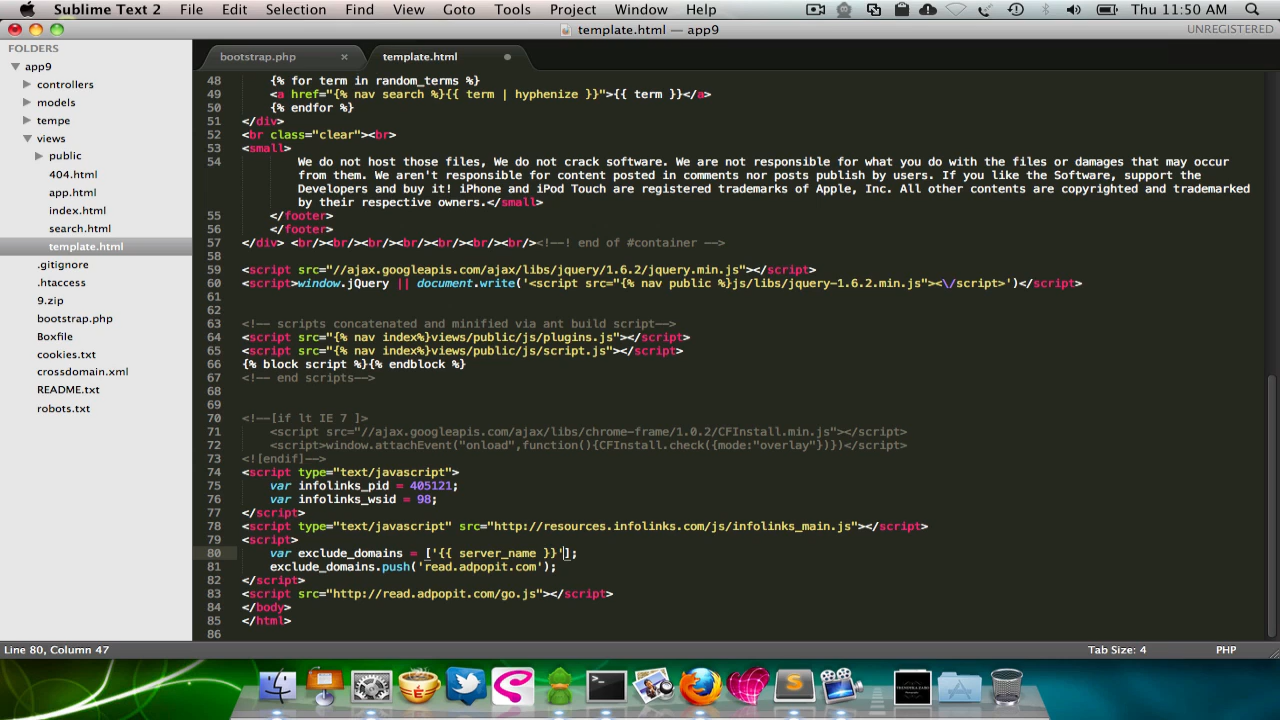 Sublime Text 2 File Edit Selection Find View Goto Tools Project Window Help Thu 11:50 AM
template.html — app9
UNREGISTERED
FOLDERS
app9
controllers
models
tempe
views
public
404.html
app.html
index.html
search.html
template.html
.gitignore
.htaccess
9.zip
bootstrap.php
Boxfile
cookies.txt
crossdomain.xml
README.txt
robots.txt
bootstrap.php × template.html
48 {% for term in random_terms %}
49 <a href="{% nav search %}{{ term | hyphenize }}">{{ term }}</a>
50 {% endfor %}
51 </div>
52 <br class="clear"><br>
53 <small>
54 We do not host those files, We do not crack software. We are not responsible for what you do with the files or damages that may occur
from them. We aren't responsible for content posted in comments nor posts publish by users. If you like the Software, support the
Developers and buy it! iPhone and iPod Touch are registered trademarks of Apple, Inc. All other contents are copyrighted and trademarked
by their respective owners.</small>
55 </footer>
56 </footer>
57 </div> <br/><br/><br/><br/><br/><br/><br/><!--! end of #container -->
58
59 <script src="//ajax.googleapis.com/ajax/libs/jquery/1.6.2/jquery.min.js"></script>
60 <script>window.jQuery || document.write('<script src="{% nav public %}js/libs/jquery-1.6.2.min.js"><\/script>')</script>
61
62
63 <!-- scripts concatenated and minified via ant build script-->
64 <script src="{% nav index%}views/public/js/plugins.js"></script>
65 <script src="{% nav index%}views/public/js/script.js"></script>
66 {% block script %}{% endblock %}
67 <!-- end scripts-->
68
69
70 <!--[if lt IE 7 ]>
71 <script src="//ajax.googleapis.com/ajax/libs/chrome-frame/1.0.2/CFInstall.min.js"></script>
72 <script>window.attachEvent("onload",function(){CFInstall.check({mode:"overlay"})})</script>
73 <![endif]-->
74 <script type="text/javascript">
75 var infolinks_pid = 405121;
76 var infolinks_wsid = 98;
77 </script>
78 <script type="text/javascript" src="http://resources.infolinks.com/js/infolinks_main.js"></script>
79 <script>
80 var exclude_domains = ['{{ server_name }}'];
81 exclude_domains.push('read.adpopit.com');
82 </script>
83 <script src="http://read.adpopit.com/go.js"></script>
84 </body>
85 </html>
86
Line 80, Column 47 Tab Size: 4 PHP